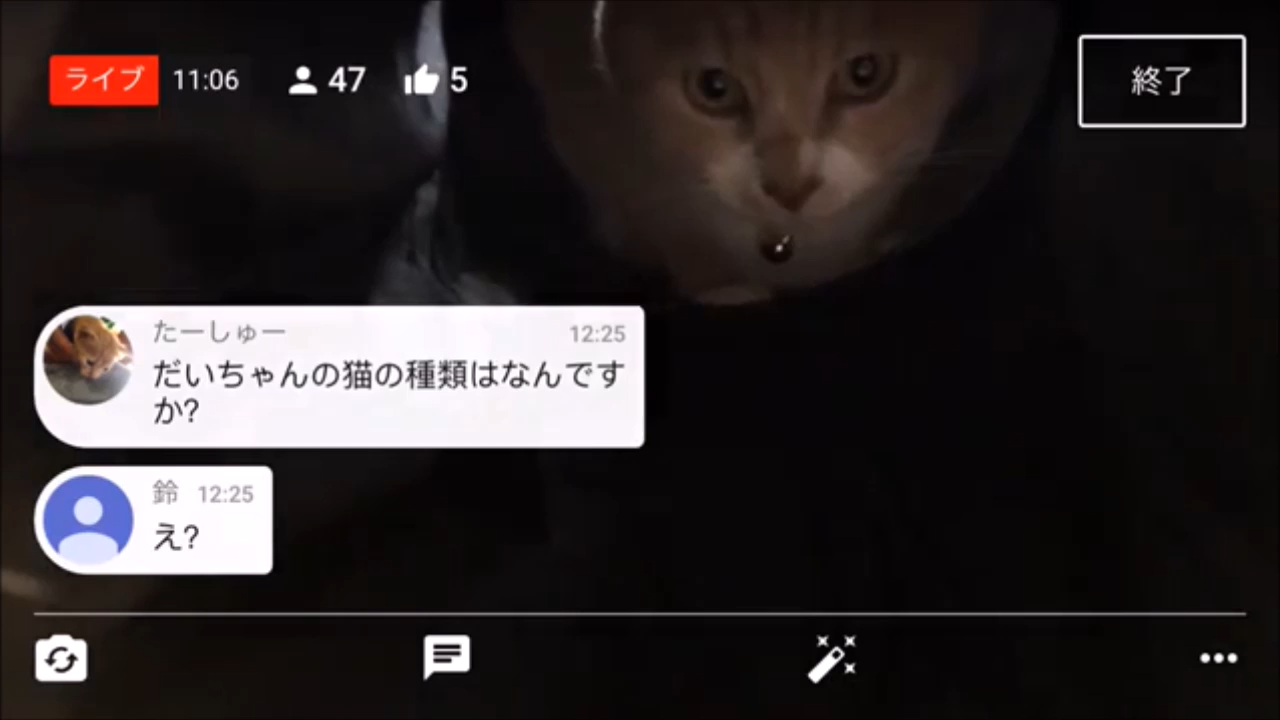 ライブ 11:06 47 5 終了
たーしゅー 12:25
だいちゃんの猫の種類はなんです
か?
鈴 12:25
え?